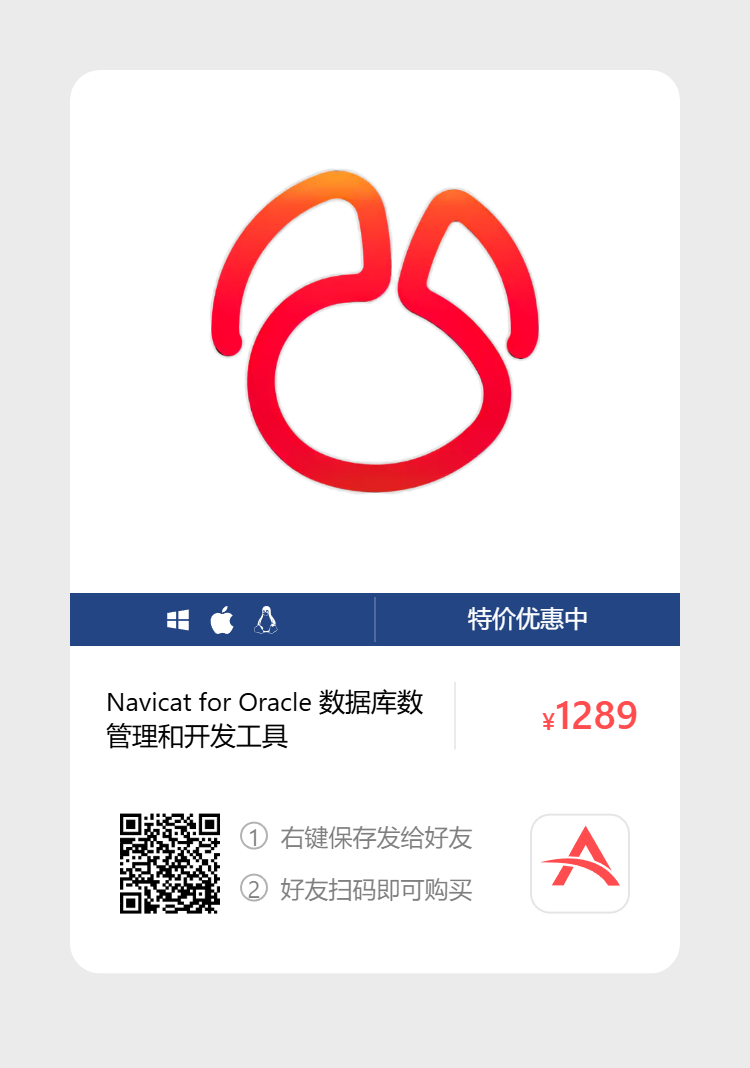 特价优惠中
Navicat for Oracle 数据库数
管理和开发工具
¥1289
① 右键保存发给好友
② 好友扫码即可购买